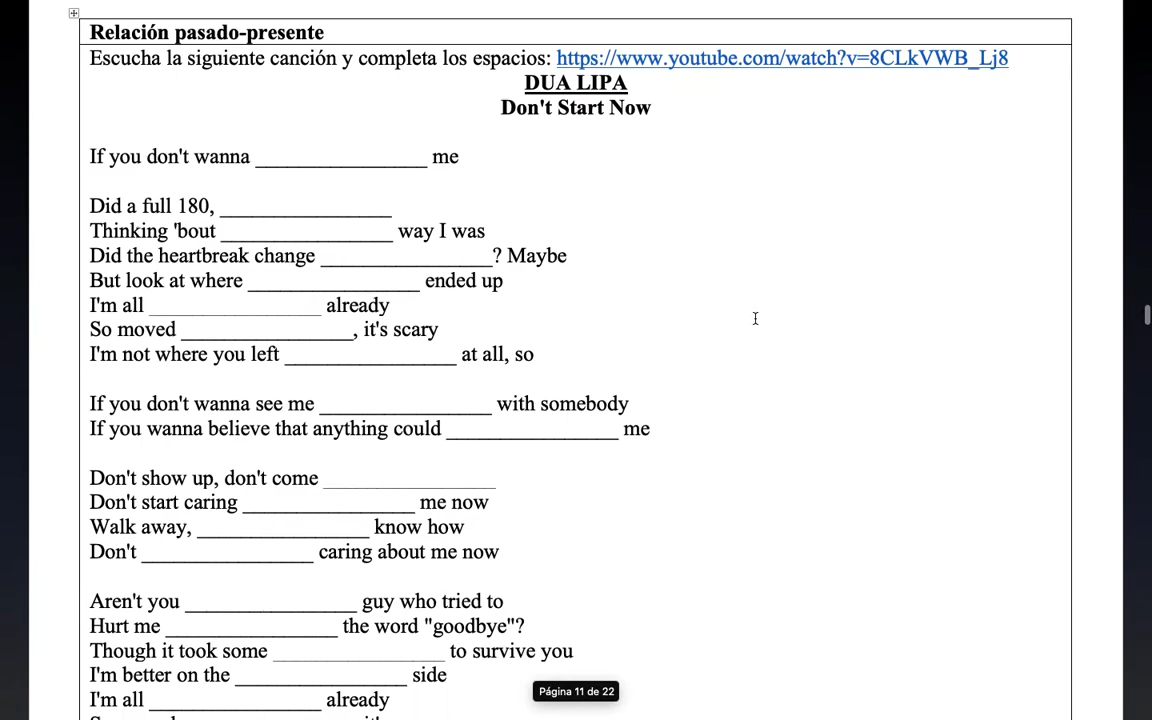 Relación pasado-presente
Escucha la siguiente canción y completa los espacios: https://www.youtube.com/watch?v=8CLkVWB_Lj8
DUA LIPA
Don't Start Now
If you don't wanna ________________ me
Did a full 180, ________________
Thinking 'bout ________________ way I was
Did the heartbreak change ________________? Maybe
But look at where ________________ ended up
I'm all ________________ already
So moved ________________, it's scary
I'm not where you left ________________ at all, so
If you don't wanna see me ________________ with somebody
If you wanna believe that anything could ________________ me
Don't show up, don't come ________________
Don't start caring ________________ me now
Walk away, ________________ know how
Don't ________________ caring about me now
Aren't you ________________ guy who tried to
Hurt me ________________ the word "goodbye"?
Though it took some ________________ to survive you
I'm better on the ________________ side
I'm all ________________ already
Página 11 de 22